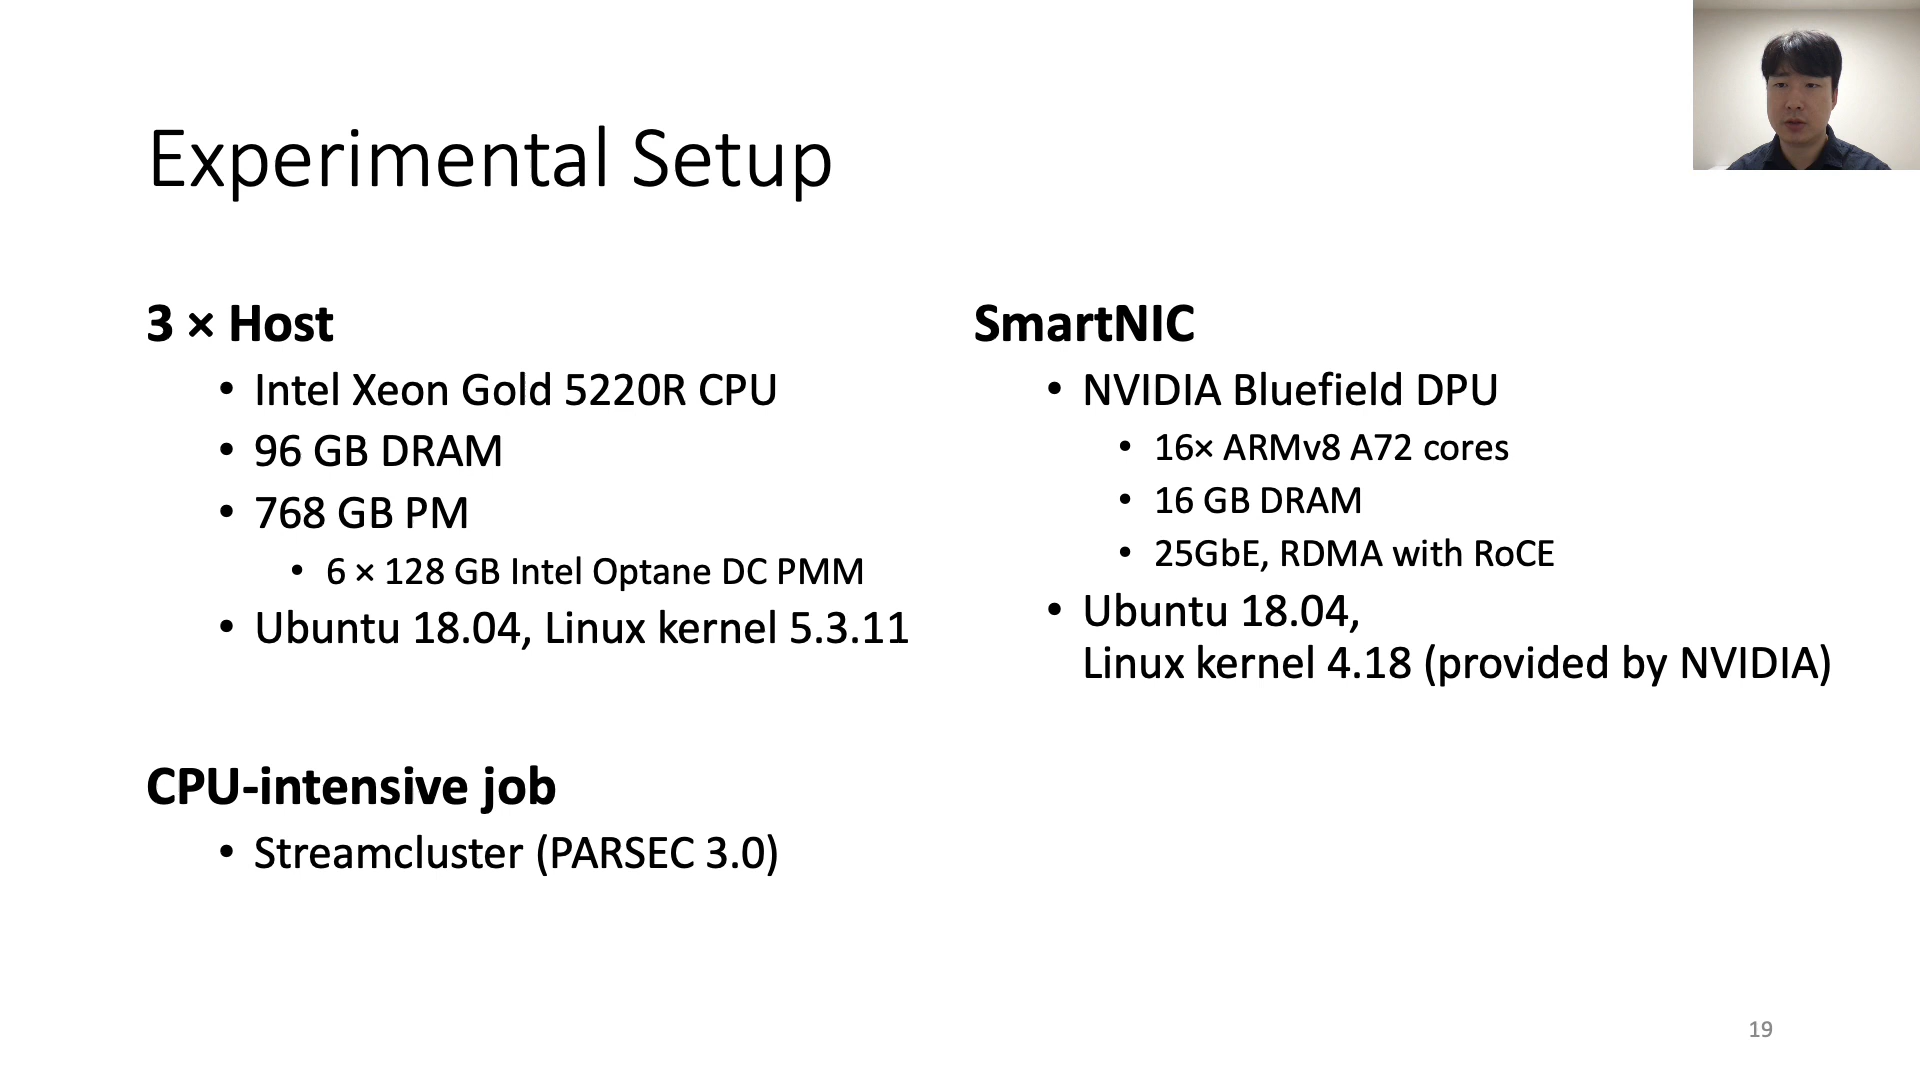 Experimental Setup
3 × Host
• Intel Xeon Gold 5220R CPU
• 96 GB DRAM
• 768 GB PM
• 6 × 128 GB Intel Optane DC PMM
• Ubuntu 18.04, Linux kernel 5.3.11
CPU-intensive job
• Streamcluster (PARSEC 3.0)
SmartNIC
• NVIDIA Bluefield DPU
• 16× ARMv8 A72 cores
• 16 GB DRAM
• 25GbE, RDMA with RoCE
• Ubuntu 18.04,
Linux kernel 4.18 (provided by NVIDIA)
19